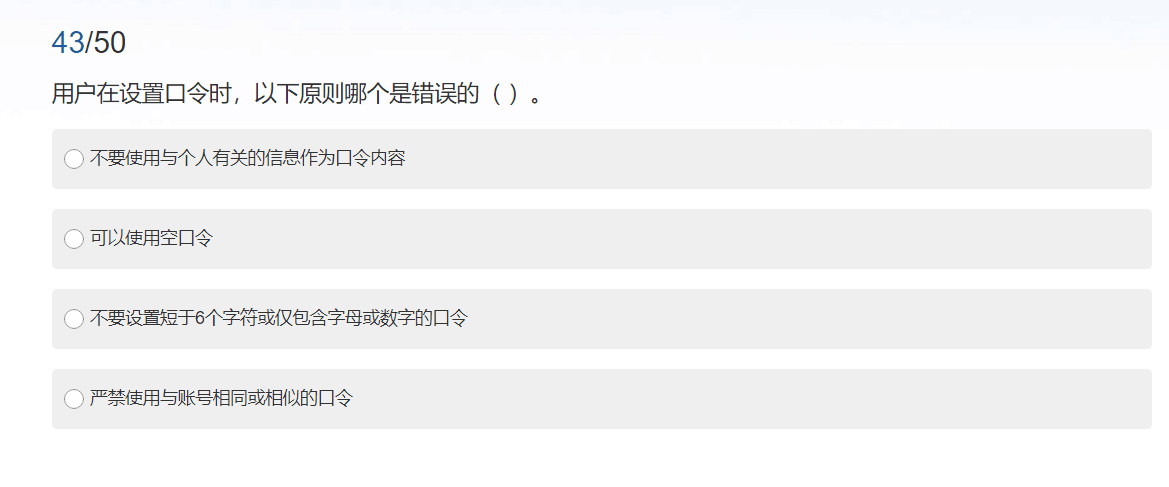 43/50
用户在设置口令时，以下原则哪个是错误的（ ）。
不要使用与个人有关的信息作为口令内容
可以使用空口令
不要设置短于6个字符或仅包含字母或数字的口令
严禁使用与账号相同或相似的口令